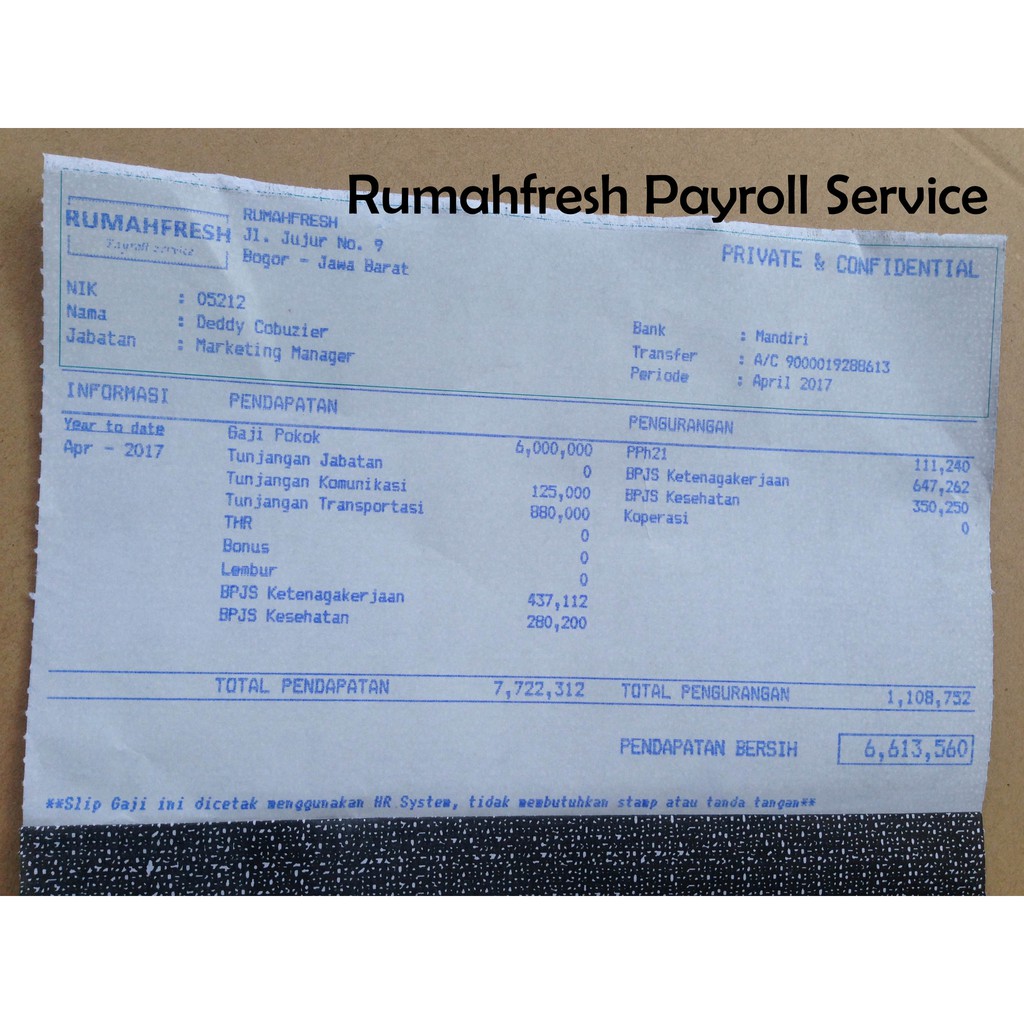 Rumahfresh Payroll Service
RUMAHFRESH
Payroll service
RUMAHFRESH
Jl. Jujur No. 9
Bogor - Jawa Barat
PRIVATE & CONFIDENTIAL
NIK : 05212
Nama : Deddy Cobuzier
Jabatan : Marketing Manager
Bank : Mandiri
Transfer : A/C 9000019288613
Periode : April 2017
INFORMASI PENDAPATAN PENGURANGAN
Year to date Gaji Pokok 6,000,000 PPh21 111,240
Apr - 2017 Tunjangan Jabatan 0 BPJS Ketenagakerjaan 647,262
Tunjangan Komunikasi 125,000 BPJS Kesehatan 350,250
Tunjangan Transportasi 880,000 Koperasi 0
THR 0
Bonus 0
Lembur 0
BPJS Ketenagakerjaan 437,112
BPJS Kesehatan 280,200
TOTAL PENDAPATAN 7,722,312 TOTAL PENGURANGAN 1,108,752
PENDAPATAN BERSIH 6,613,560
**Slip Gaji ini dicetak menggunakan HR System, tidak membutuhkan stamp atau tanda tangan**